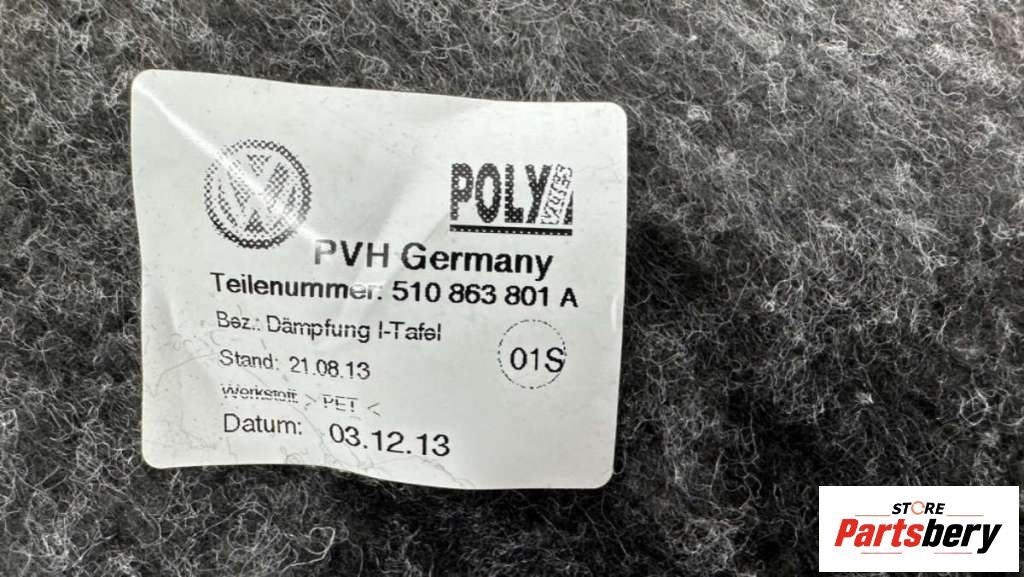 POLY
PVH Germany
Teilenummer: 510 863 801 A
Bez.: Dämpfung I-Tafel
01S
Stand: 21.08.13
Werkstoff: > PET <
Datum: 03.12.13
STORE
Partsbery